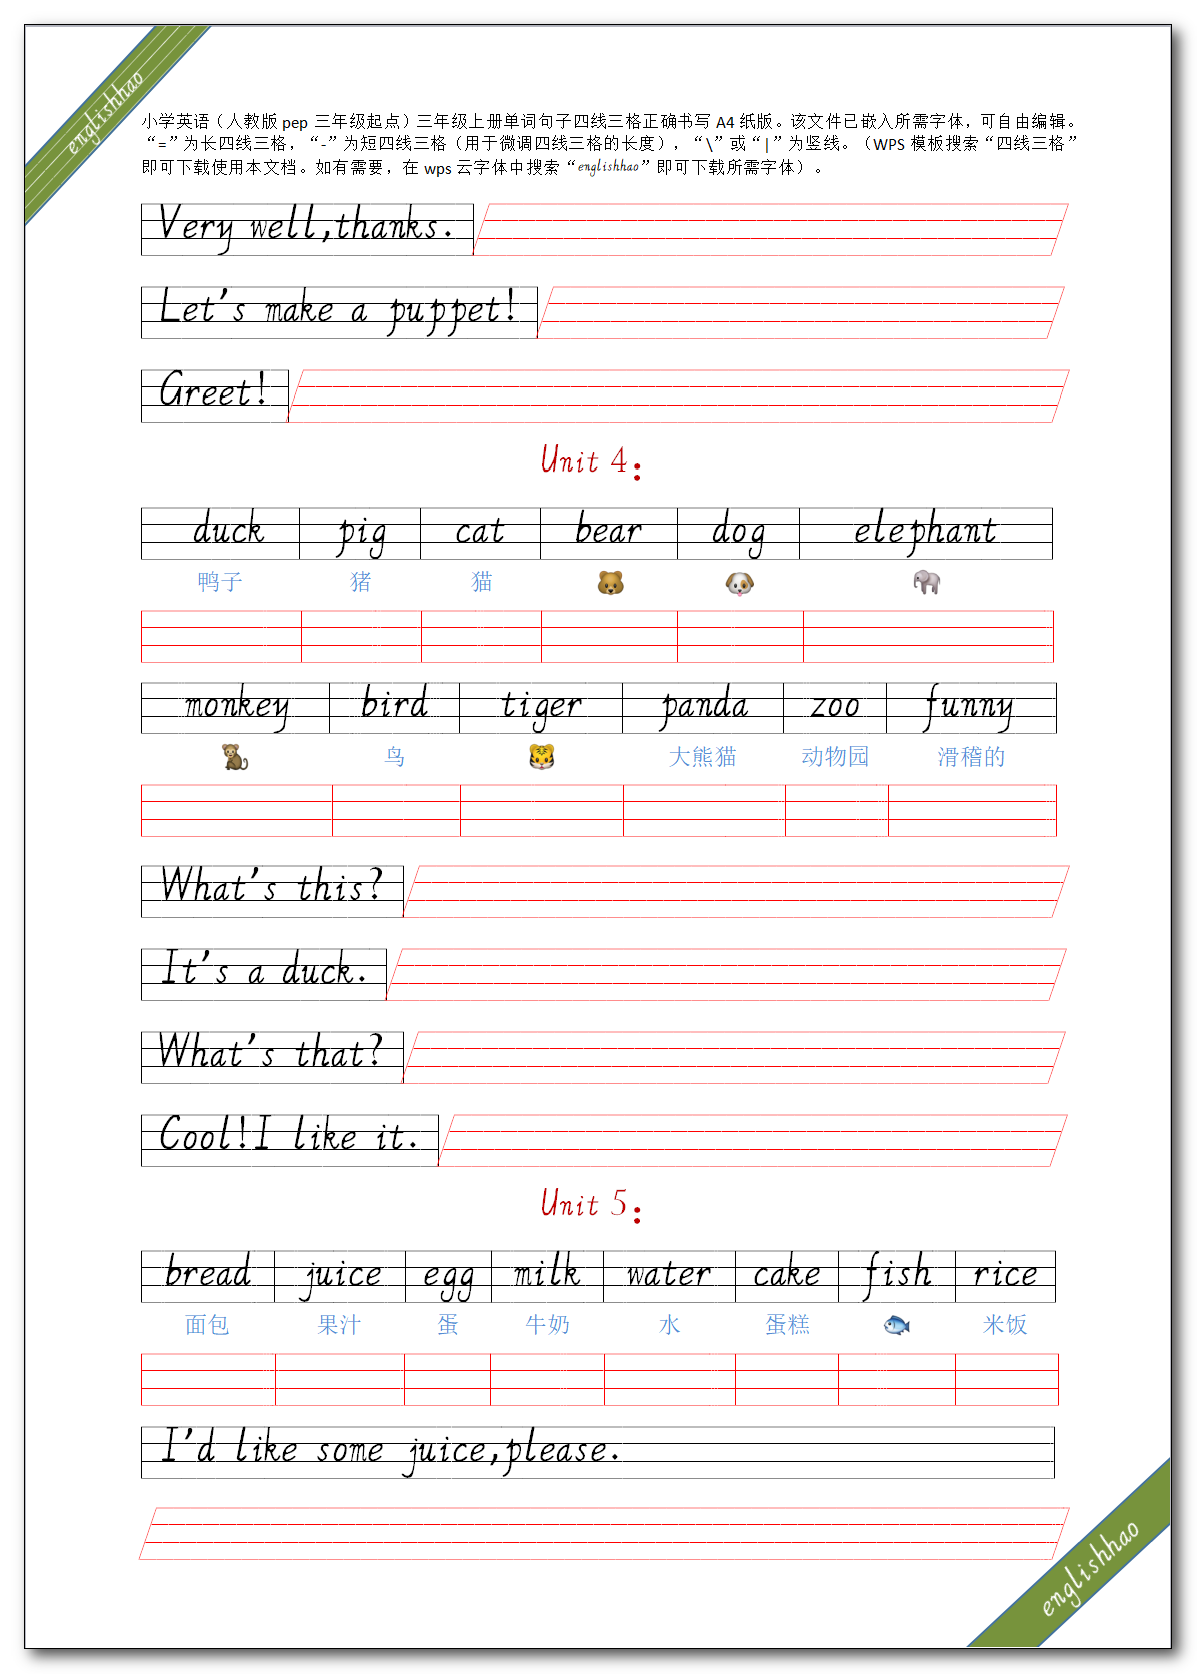 englishhao
小学英语（人教版 pep 三年级起点）三年级上册单词句子四线三格正确书写 A4 纸版。该文件已嵌入所需字体，可自由编辑。
“=”为长四线三格，“-”为短四线三格（用于微调四线三格的长度），“\”或“|”为竖线。（WPS 模板搜索“四线三格”
即可下载使用本文档。如有需要，在 wps 云字体中搜索“englishhao”即可下载所需字体）。
Very well,thanks.
Let's make a puppet!
Greet!
Unit 4：
duck pig cat bear dog elephant
鸭子 猪 猫
monkey bird tiger panda zoo funny
鸟 大熊猫 动物园 滑稽的
What's this?
It's a duck.
What's that?
Cool!I like it.
Unit 5：
bread juice egg milk water cake fish rice
面包 果汁 蛋 牛奶 水 蛋糕 米饭
I'd like some juice,please.
englishhao